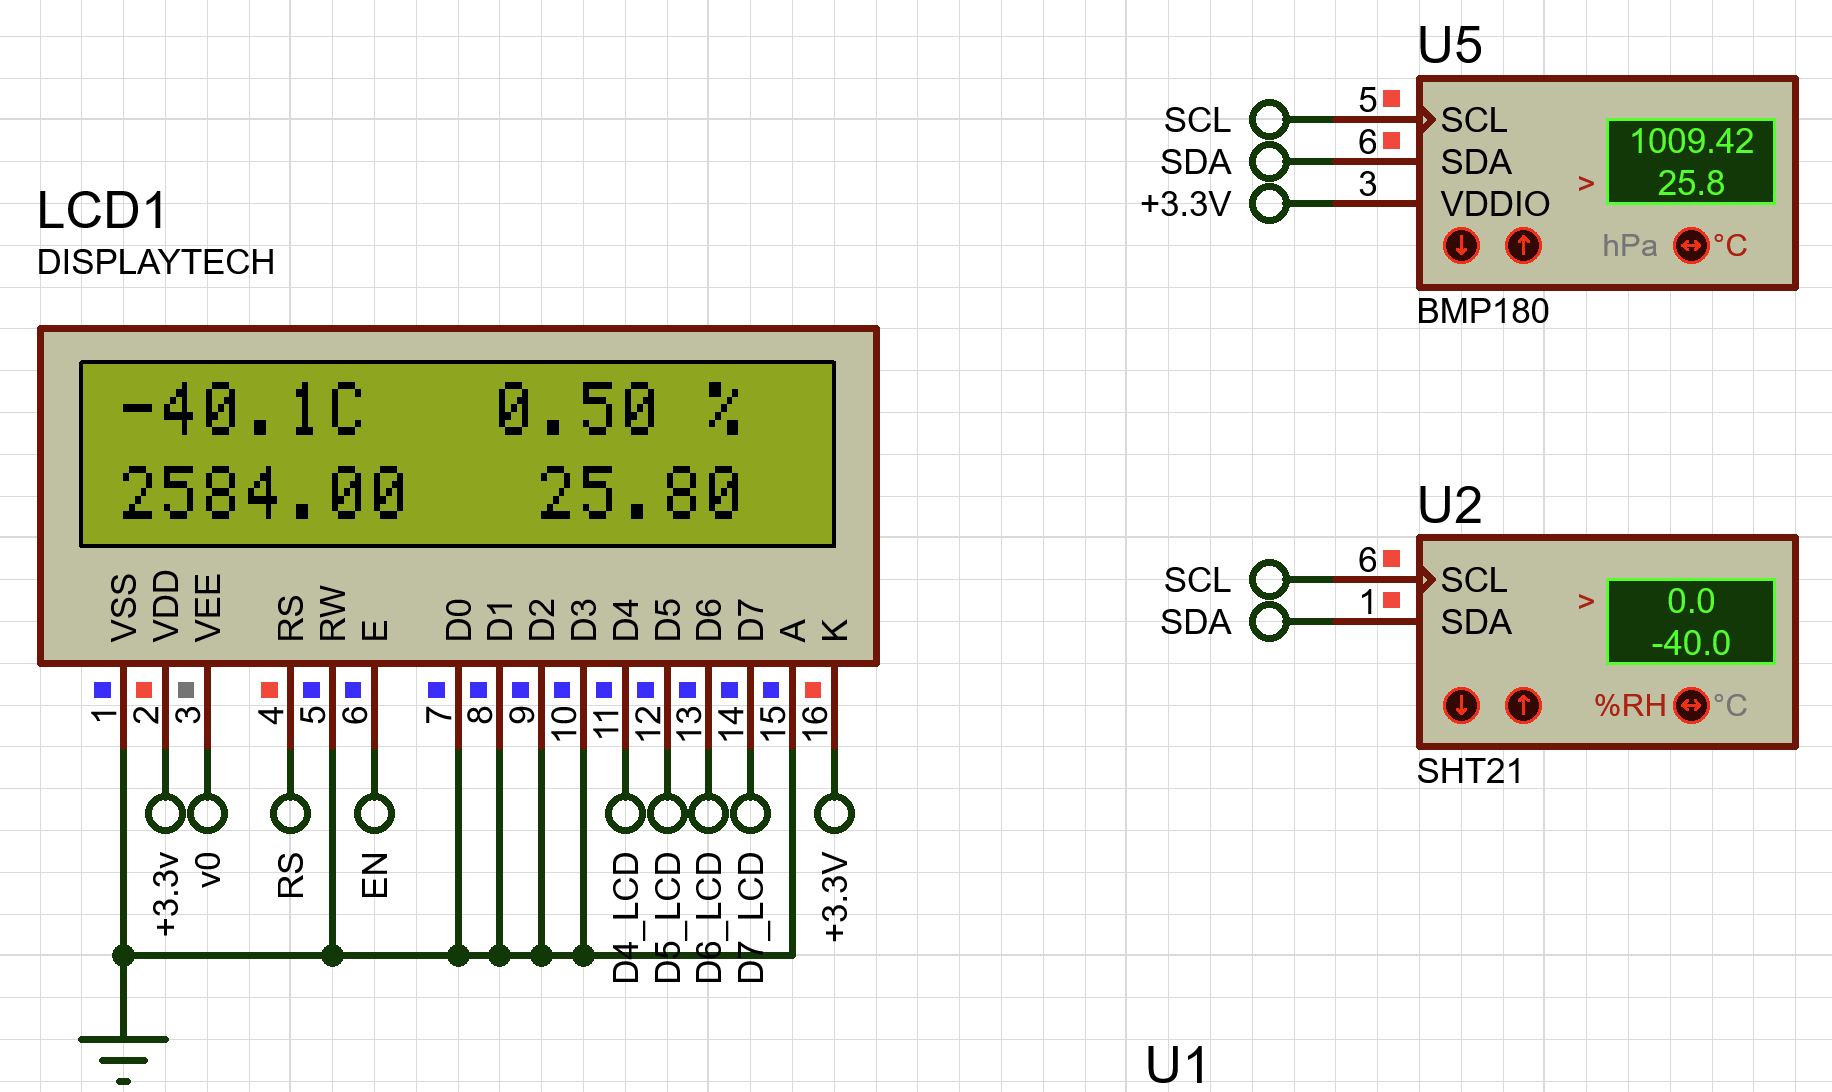 U5
5
SCL
SCL
6
SDA
SDA
3
+3.3V
VDDIO
1009.42
25.8
>
hPa
°C
BMP180
LCD1
DISPLAYTECH
-40.1C 0.50 %
2584.00 25.80
VSS
VDD
VEE
RS
RW
E
D0
D1
D2
D3
D4
D5
D6
D7
A
K
1
2
3
4
5
6
7
8
9
10
11
12
13
14
15
16
+3.3v
v0
RS
EN
D4_LCD
D5_LCD
D6_LCD
D7_LCD
+3.3V
U2
6
SCL
SCL
1
SDA
SDA
>
0.0
-40.0
%RH
°C
SHT21
U1